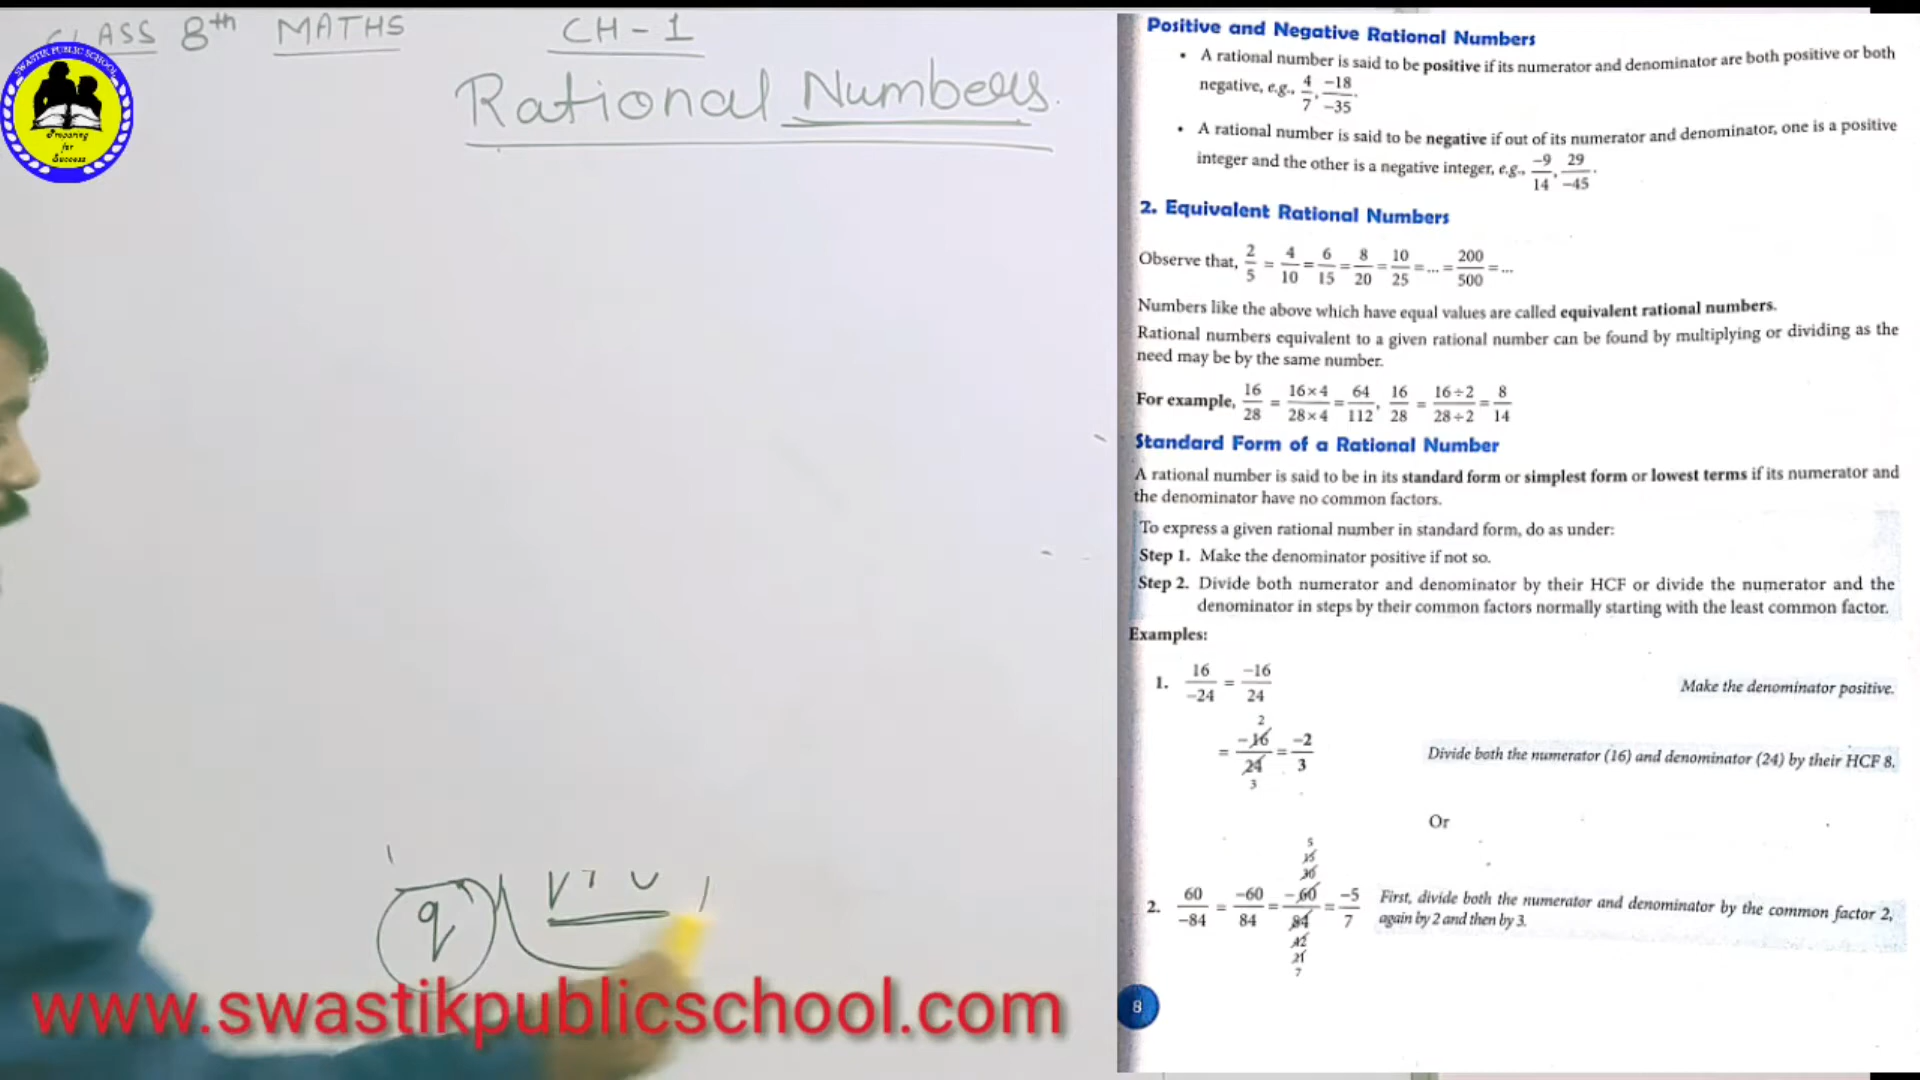 CLASS 8th MATHS CH-1
Rational Numbers.
SWASTIK PUBLIC SCHOOL
Preparing
for
Success
q
www.swastikpublicschool.com
Positive and Negative Rational Numbers
• A rational number is said to be positive if its numerator and denominator are both positive or both
negative, e.g., 4/7, -18/-35.
• A rational number is said to be negative if out of its numerator and denominator, one is a positive
integer and the other is a negative integer, e.g., -9/14, 29/-45.
2. Equivalent Rational Numbers
Observe that, 2/5 = 4/10 = 6/15 = 8/20 = 10/25 = ... = 200/500 = ...
Numbers like the above which have equal values are called equivalent rational numbers.
Rational numbers equivalent to a given rational number can be found by multiplying or dividing as the
need may be by the same number.
For example, 16/28 = 16×4/28×4 = 64/112, 16/28 = 16÷2/28÷2 = 8/14
Standard Form of a Rational Number
A rational number is said to be in its standard form or simplest form or lowest terms if its numerator and
the denominator have no common factors.
To express a given rational number in standard form, do as under:
Step 1. Make the denominator positive if not so.
Step 2. Divide both numerator and denominator by their HCF or divide the numerator and the
denominator in steps by their common factors normally starting with the least common factor.
Examples:
1. 16/-24 = -16/24 Make the denominator positive.
2
= -16/24 = -2/3 Divide both the numerator (16) and denominator (24) by their HCF 8.
3
Or
5
15
30
2. 60/-84 = -60/84 = -60/84 = -5/7 First, divide both the numerator and denominator by the common factor 2,
again by 2 and then by 3.
42
21
7
8